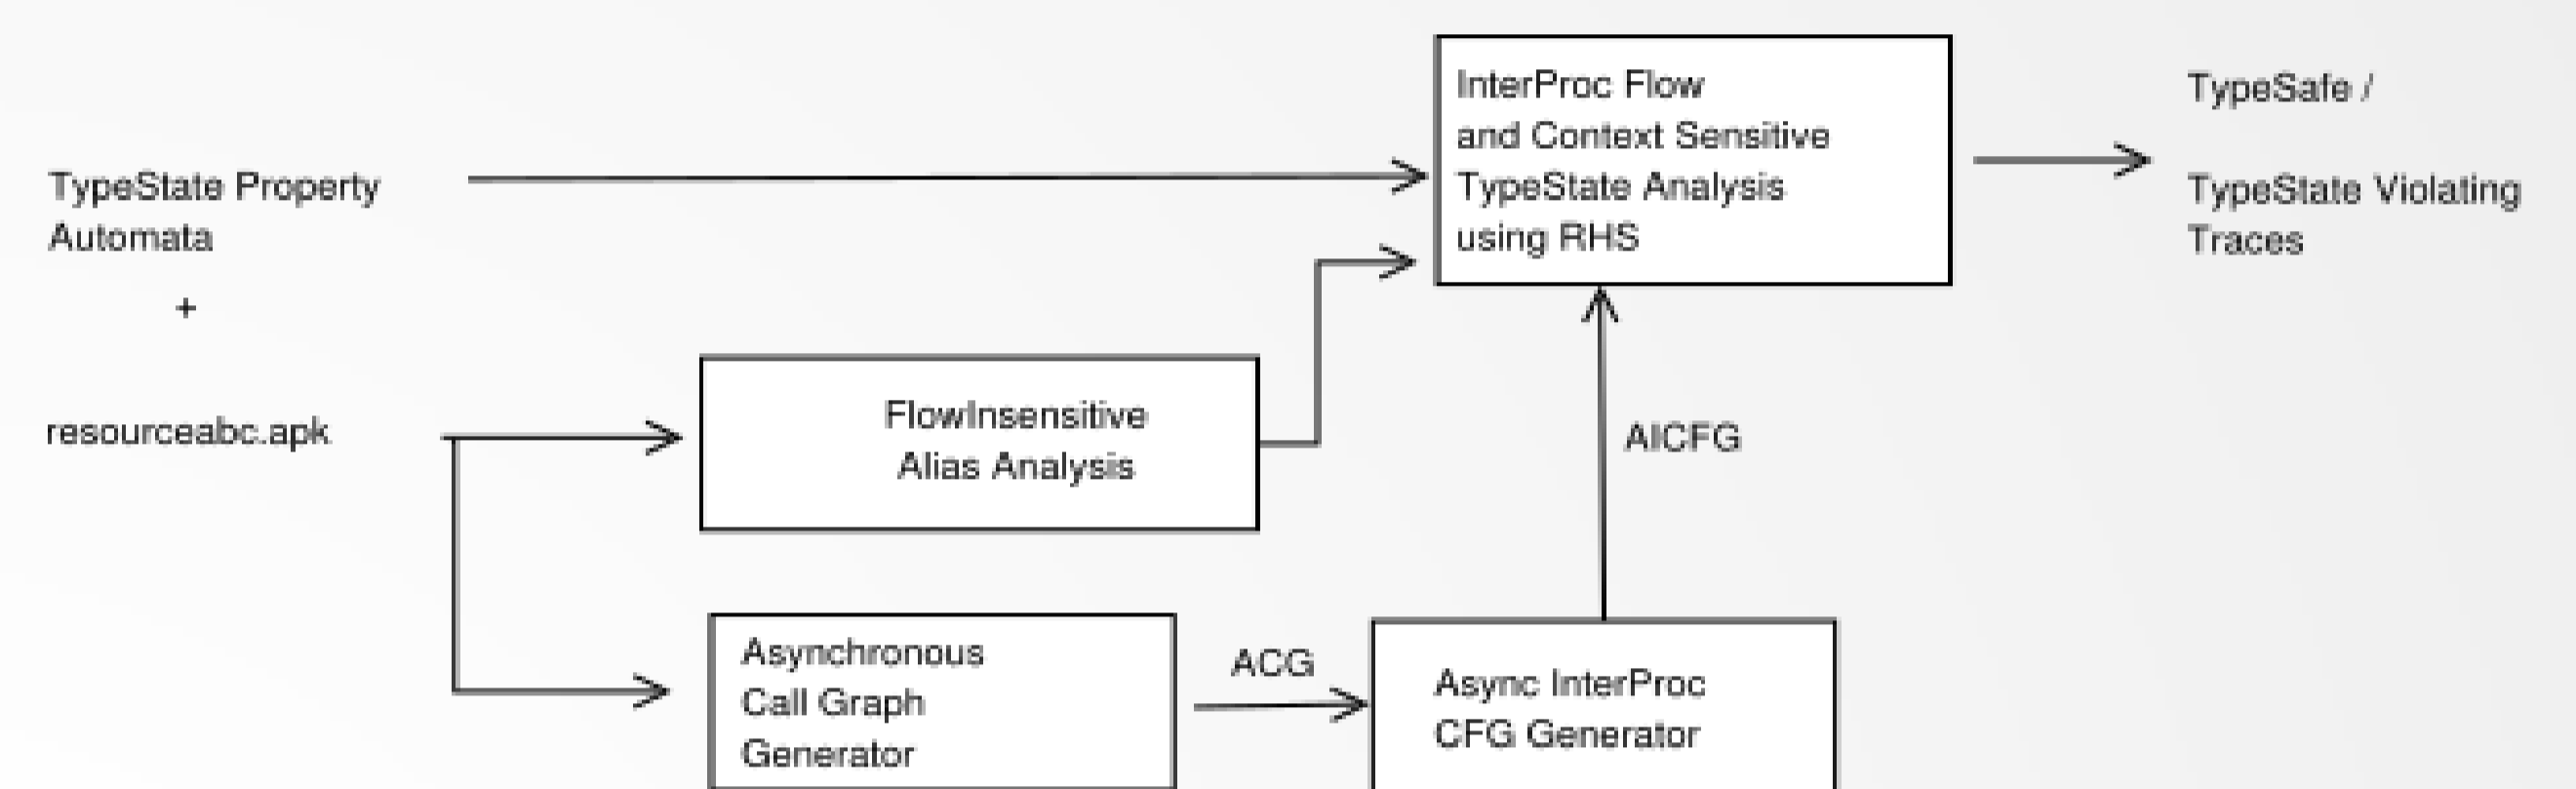 TypeState Property
Automata
+
resourceabc.apk
FlowInsensitive
Alias Analysis
Asynchronous
Call Graph
Generator
ACG
Async InterProc
CFG Generator
AICFG
InterProc Flow
and Context Sensitive
TypeState Analysis
using RHS
TypeSafe /
TypeState Violating
Traces